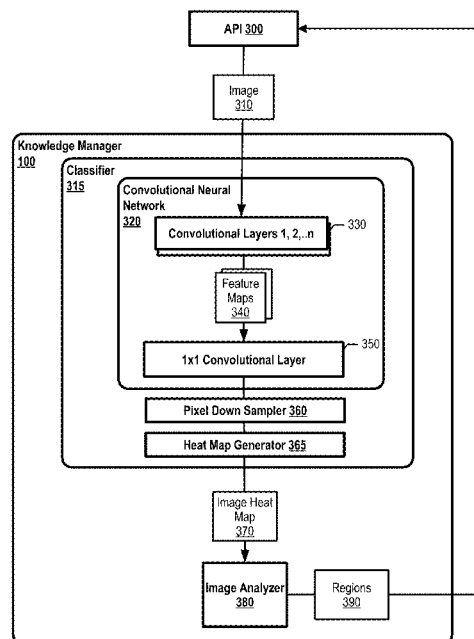 API 300
Image
310
Knowledge Manager
100
Classifier
315
Convolutional Neural
Network
320
Convolutional Layers 1, 2,..n
330
Feature
Maps
340
350
1x1 Convolutional Layer
Pixel Down Sampler 360
Heat Map Generator 365
Image Heat
Map
370
Image Analyzer
380
Regions
390